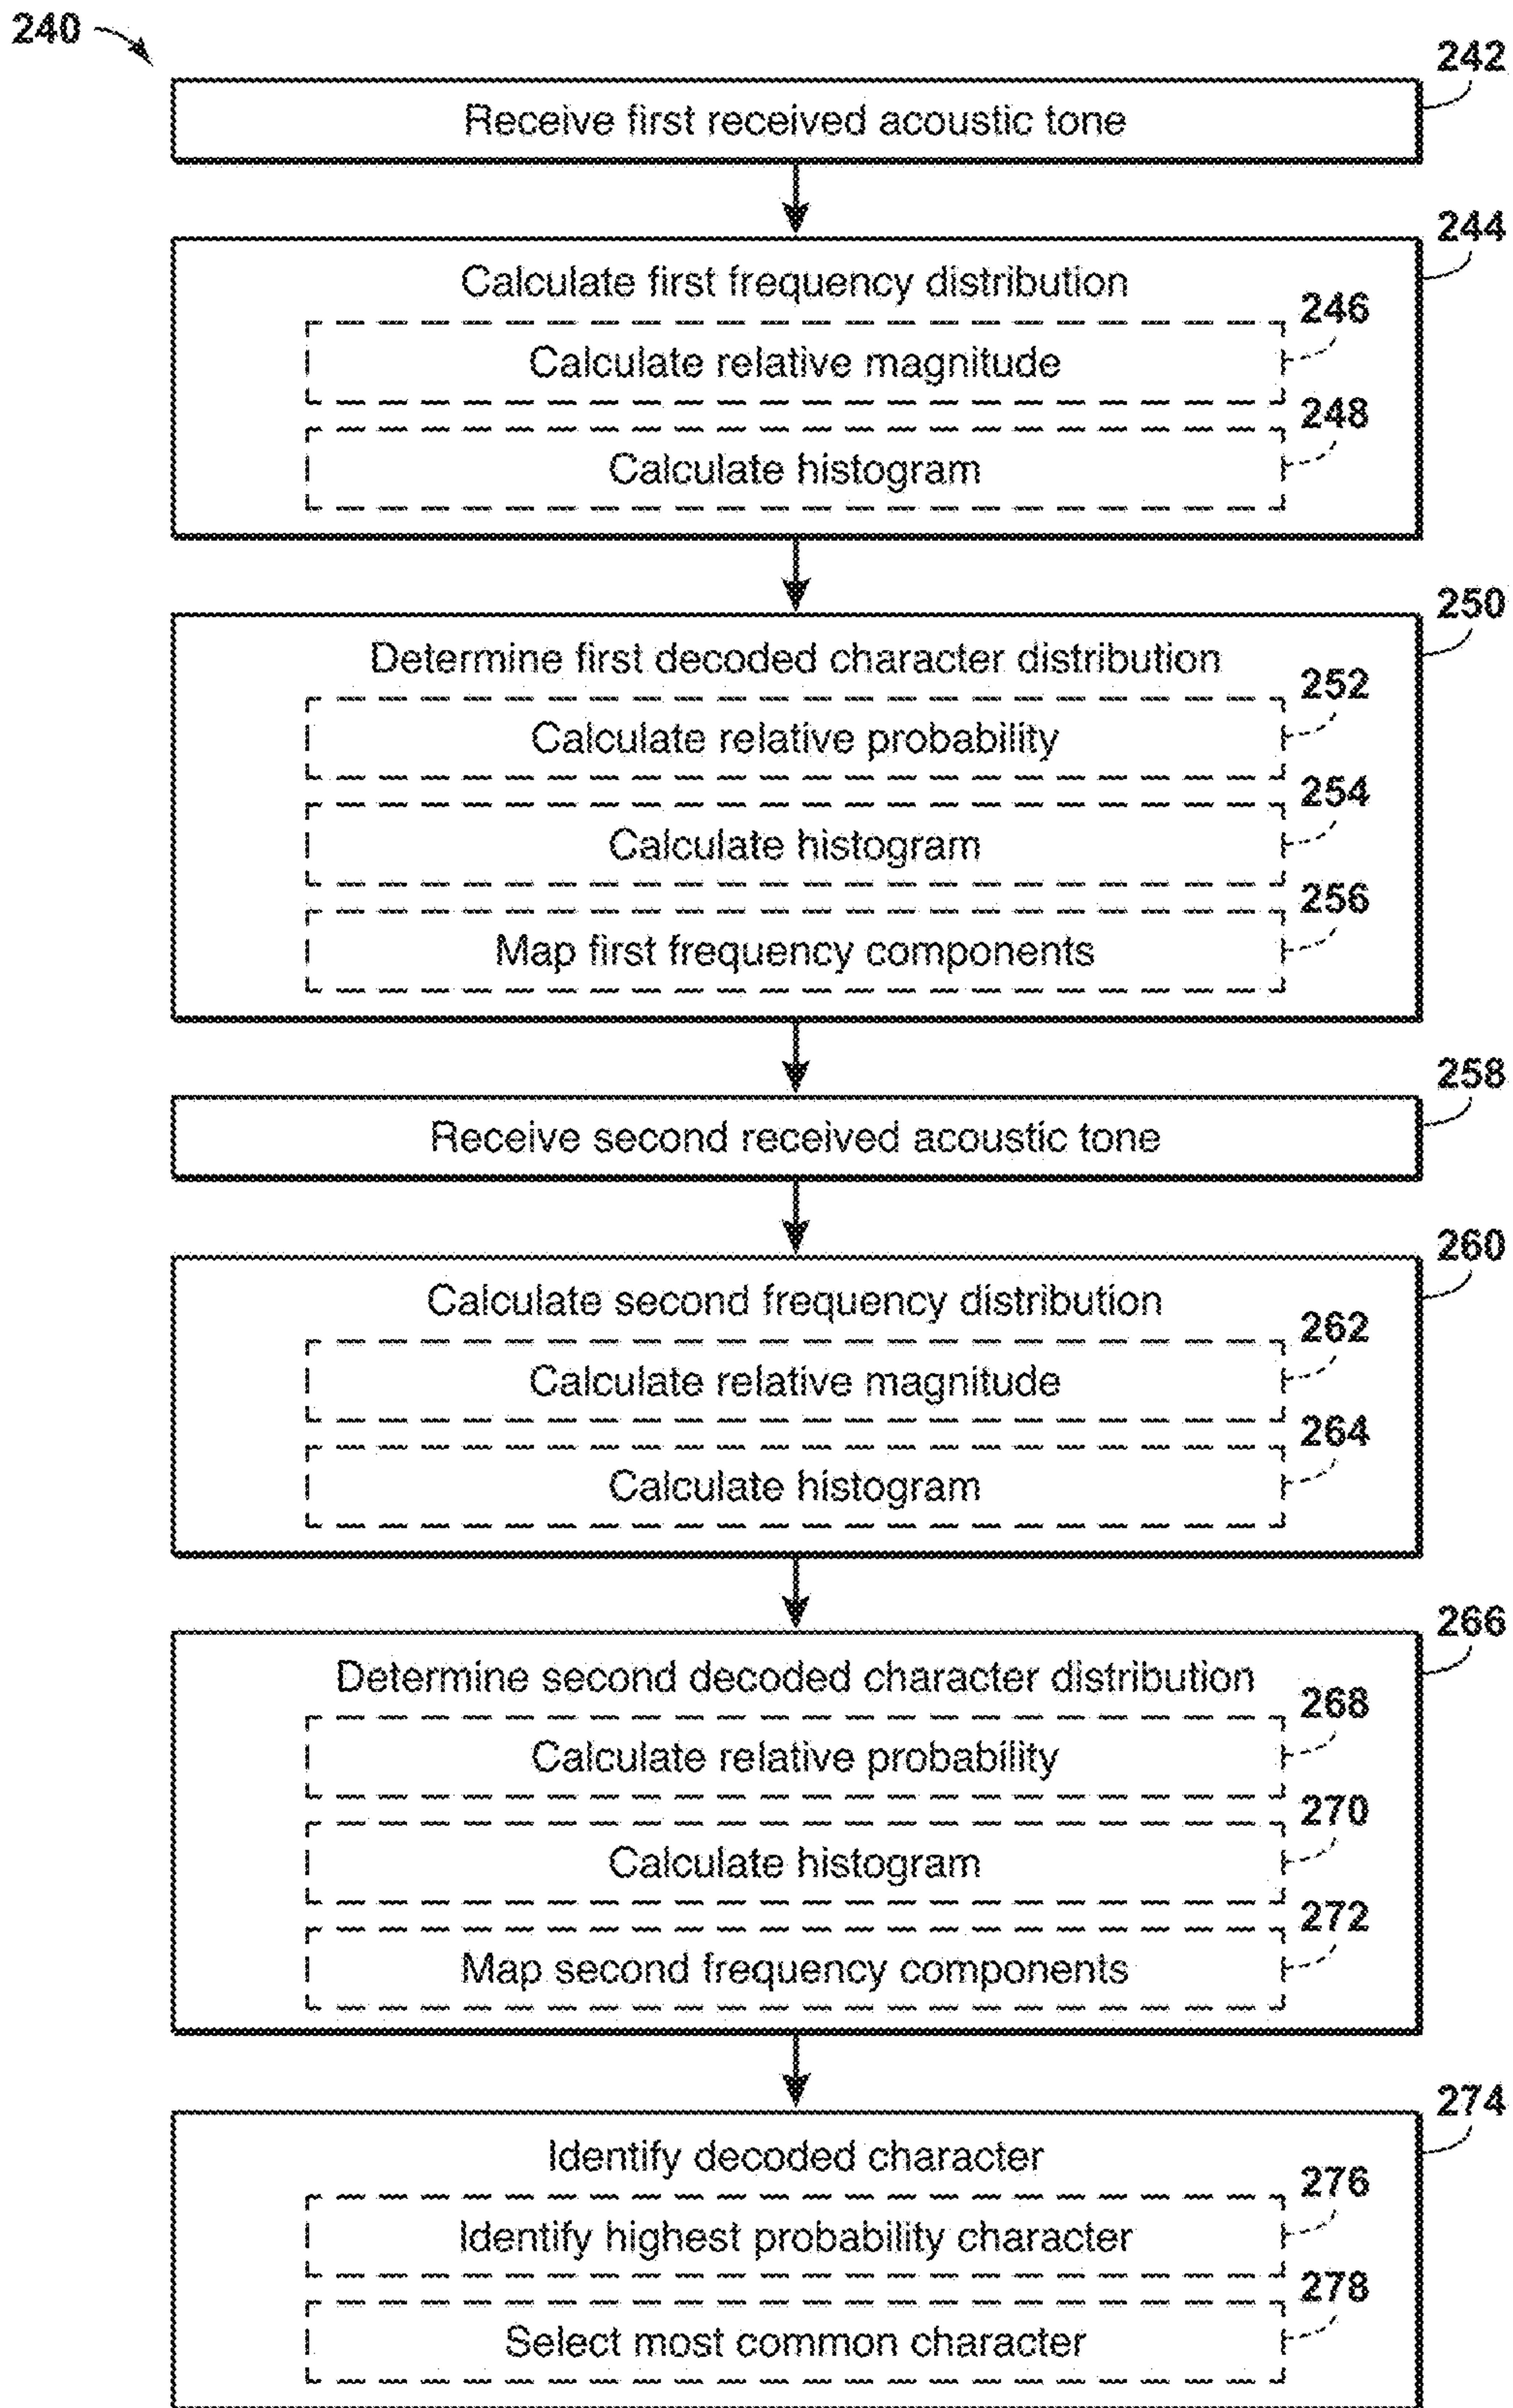 240
242
Receive first received acoustic tone
244
Calculate first frequency distribution
246
Calculate relative magnitude
248
Calculate histogram
250
Determine first decoded character distribution
252
Calculate relative probability
254
Calculate histogram
256
Map first frequency components
258
Receive second received acoustic tone
260
Calculate second frequency distribution
262
Calculate relative magnitude
264
Calculate histogram
266
Determine second decoded character distribution
268
Calculate relative probability
270
Calculate histogram
272
Map second frequency components
274
Identify decoded character
276
Identify highest probability character
278
Select most common character